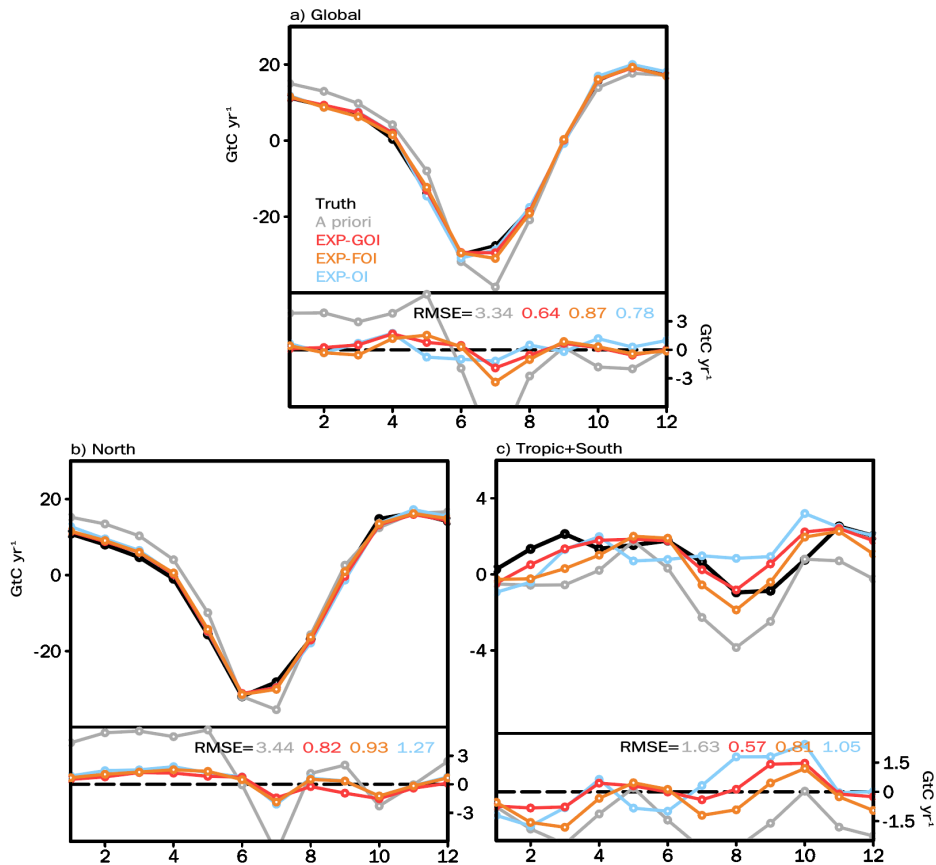 a) Global
20
0
-20
GtC yr⁻¹
Truth
A priori
EXP-GOI
EXP-FOI
EXP-OI
RMSE=3.34 0.64 0.87 0.78
3
0
-3
GtC yr⁻¹
2 4 6 8 10 12
b) North
20
0
-20
GtC yr⁻¹
RMSE=3.44 0.82 0.93 1.27
3
0
-3
2 4 6 8 10 12
c) Tropic+South
4
0
-4
RMSE=1.63 0.57 0.81 1.05
1.5
0
-1.5
GtC yr⁻¹
2 4 6 8 10 12